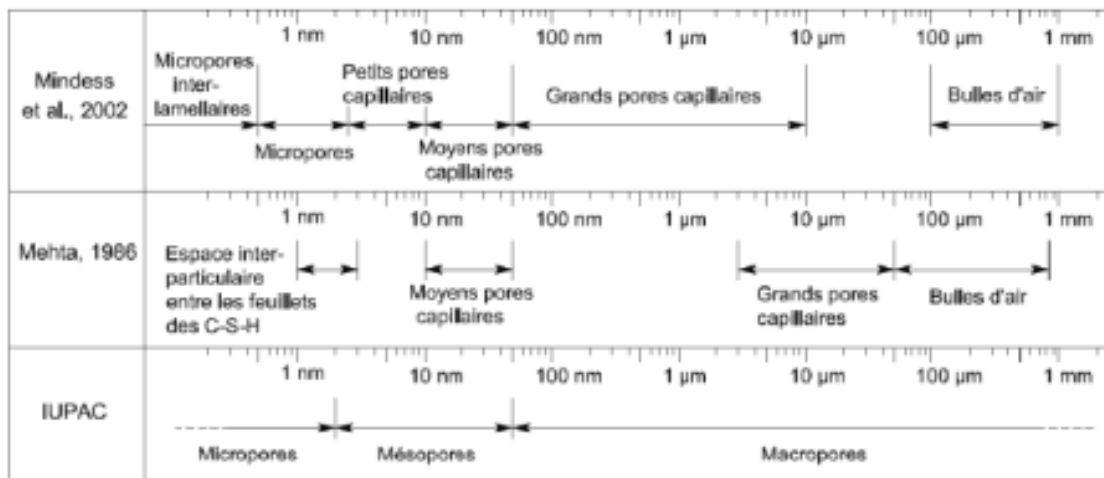 1 nm 10 nm 100 nm 1 µm 10 µm 100 µm 1 mm
Mindess
et al., 2002
Micropores
inter-
lamellaires
Micropores
Petits pores
capillaires
Moyens pores
capillaires
Grands pores capillaires
Bulles d'air
1 nm 10 nm 100 nm 1 µm 10 µm 100 µm 1 mm
Mehta, 1986
Espace inter-
particulaire
entre les feuillets
des C-S-H
Moyens pores
capillaires
Grands pores
capillaires
Bulles d'air
1 nm 10 nm 100 nm 1 µm 10 µm 100 µm 1 mm
IUPAC
Micropores
Mésopores
Macropores